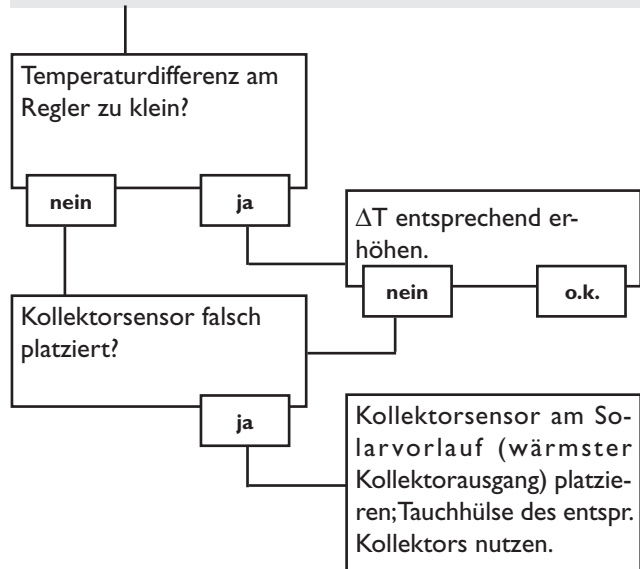 Temperaturdifferenz am
Regler zu klein?
nein
ja
ΔT entsprechend er-
höhen.
nein
o.k.
Kollektorsensor falsch
platziert?
ja
Kollektorsensor am So-
larvorlauf (wärmster
Kollektorausgang) platzie-
ren;Tauchhülse des entspr.
Kollektors nutzen.